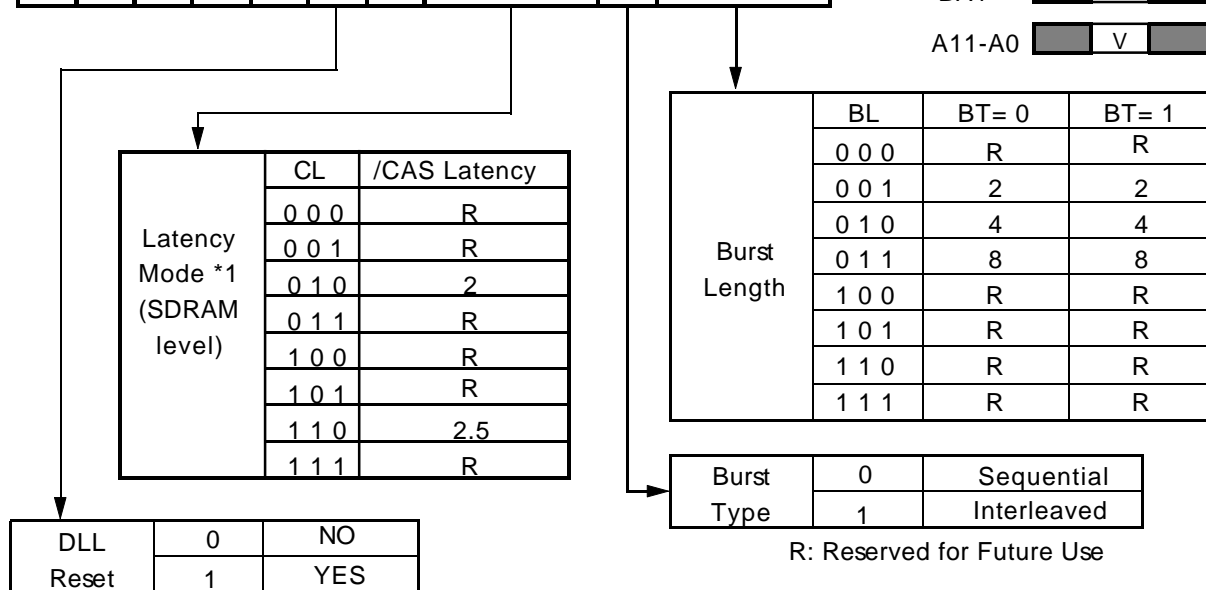 A11-A0 V
BL BT= 0 BT= 1
0 0 0 R R
0 0 1 2 2
0 1 0 4 4
0 1 1 8 8
1 0 0 R R
1 0 1 R R
1 1 0 R R
1 1 1 R R
Burst
Length
CL /CAS Latency
0 0 0 R
0 0 1 R
0 1 0 2
0 1 1 R
1 0 0 R
1 0 1 R
1 1 0 2.5
1 1 1 R
Latency
Mode *1
(SDRAM
level)
Burst
Type
0 Sequential
1 Interleaved
R: Reserved for Future Use
DLL
Reset
0 NO
1 YES